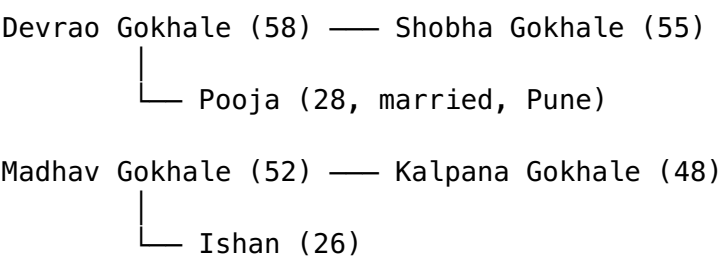 Devrao Gokhale (58) ─── Shobha Gokhale (55)
│
└── Pooja (28, married, Pune)
Madhav Gokhale (52) ─── Kalpana Gokhale (48)
│
└── Ishan (26)